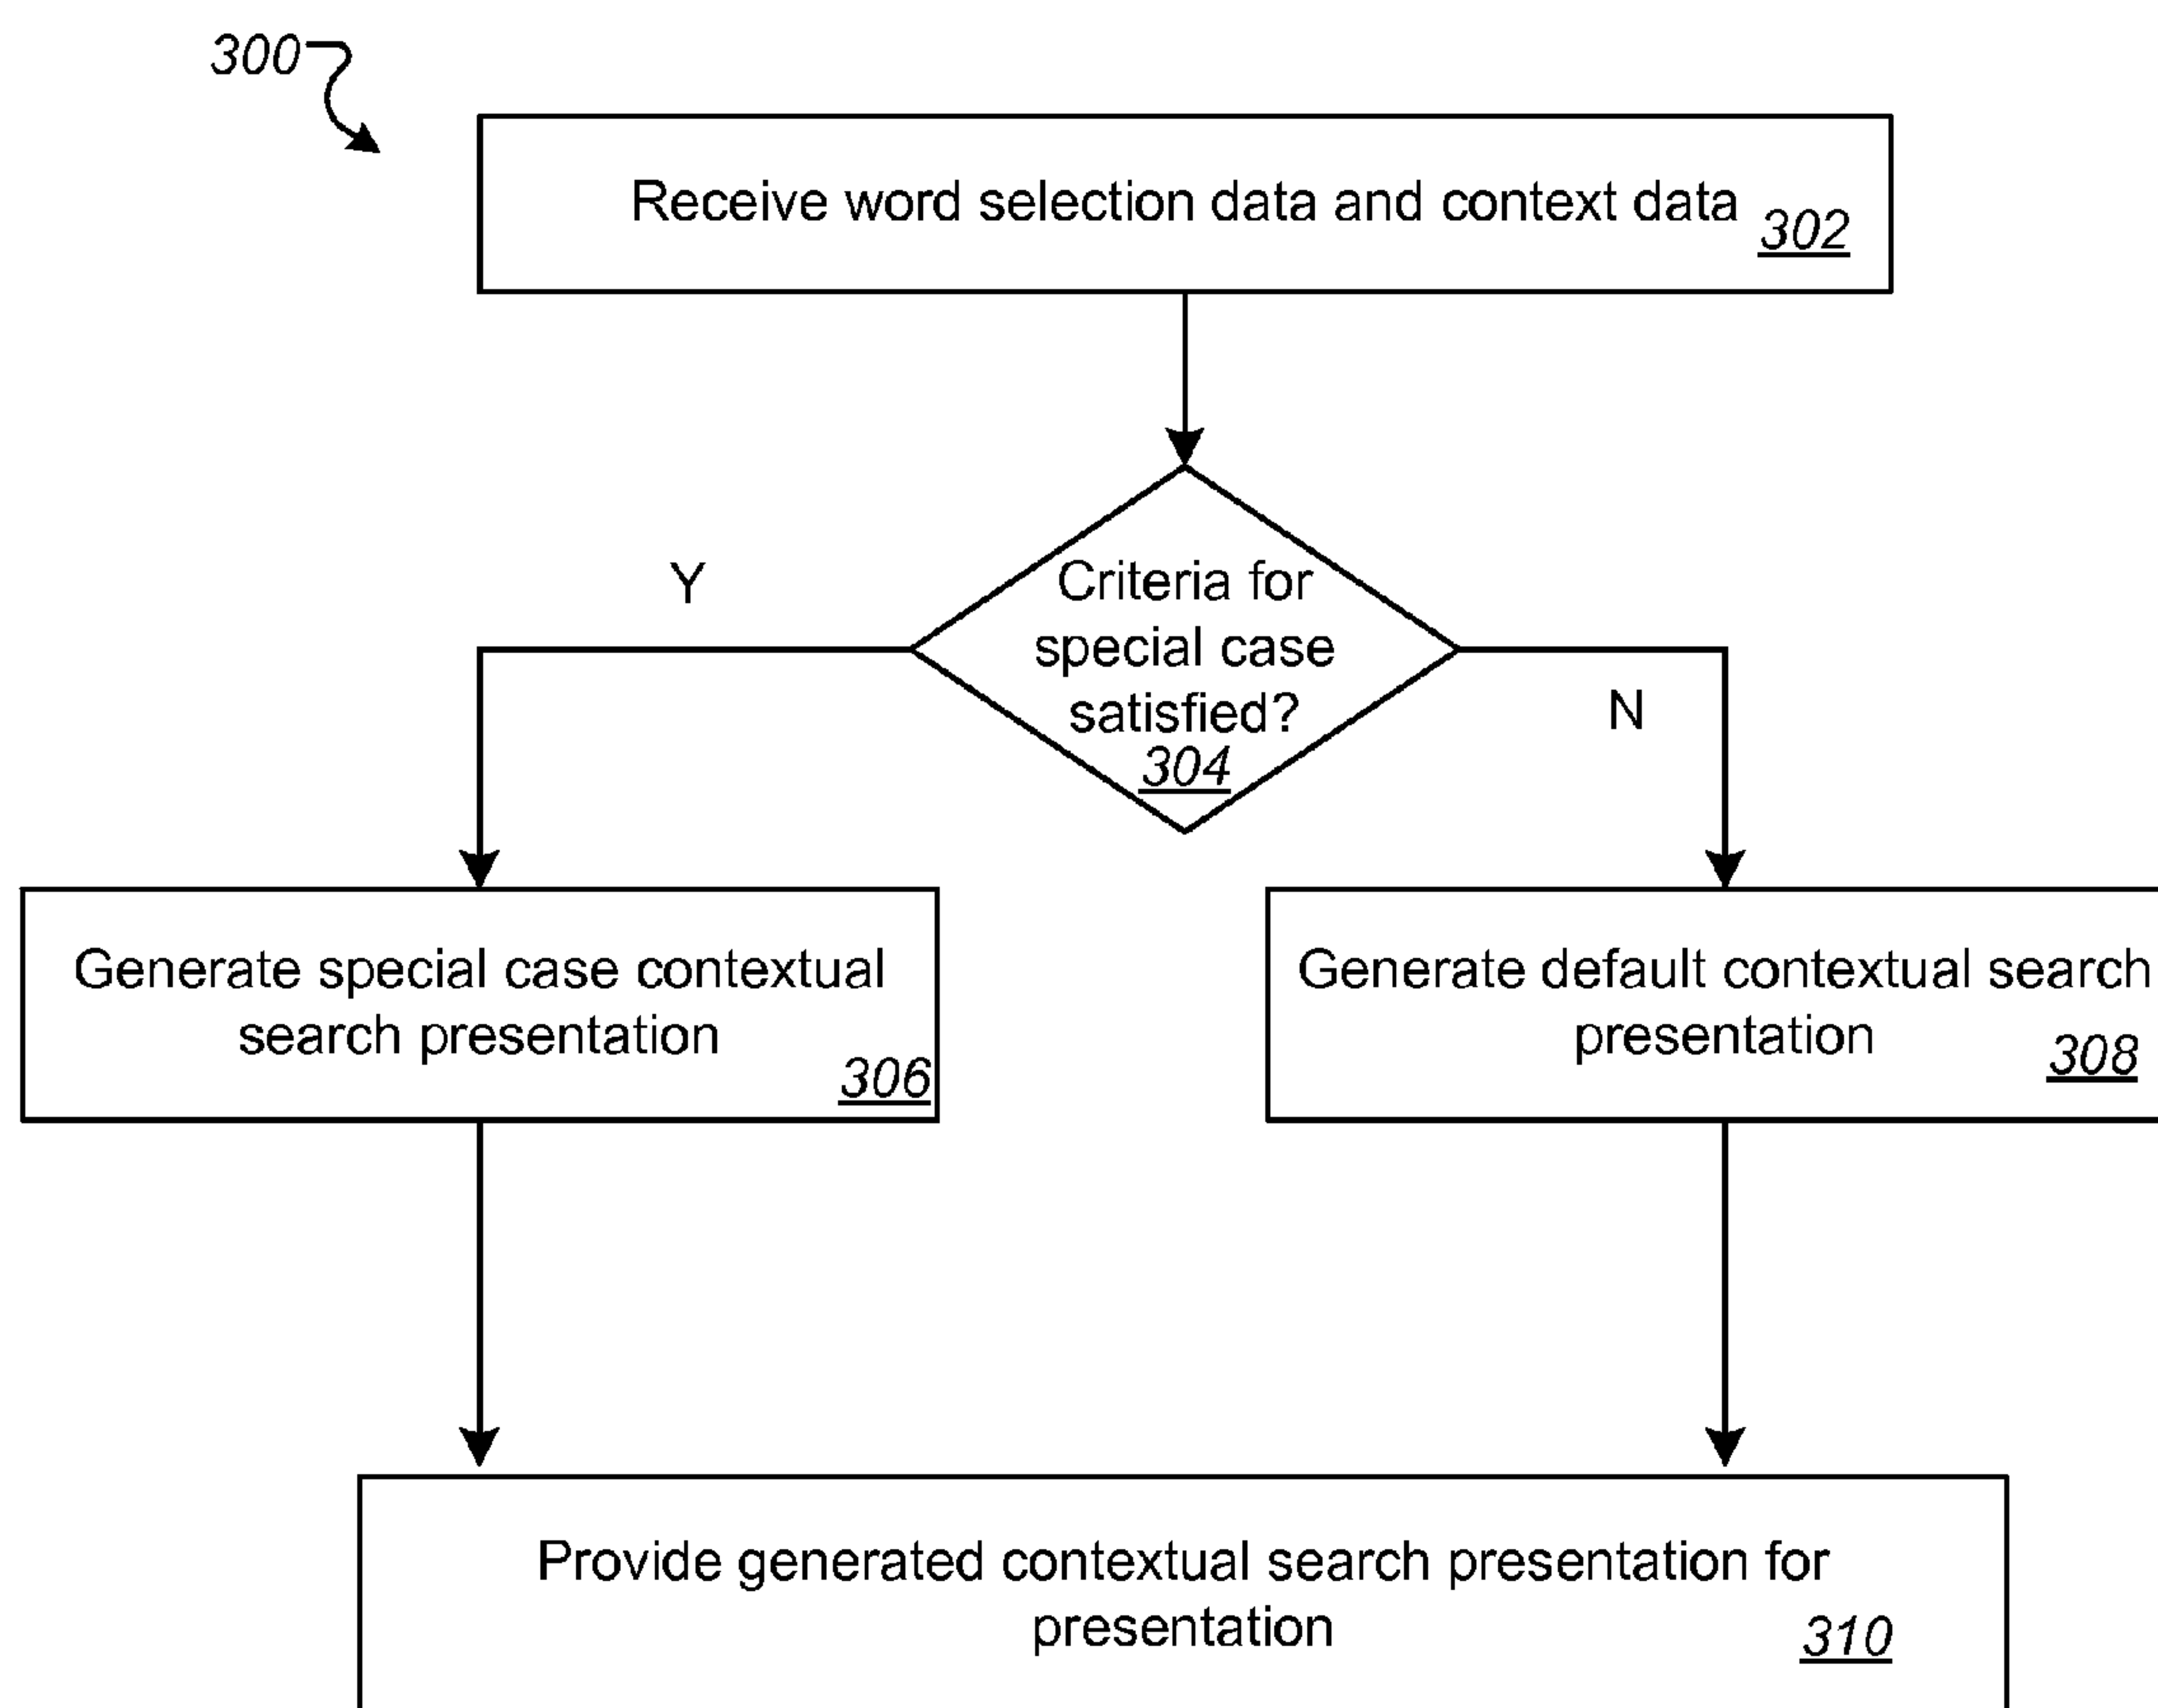 300
Receive word selection data and context data
302
Y
Criteria for
special case
satisfied?
304
N
Generate special case contextual
search presentation
306
Generate default contextual search
presentation
308
Provide generated contextual search presentation for
presentation
310